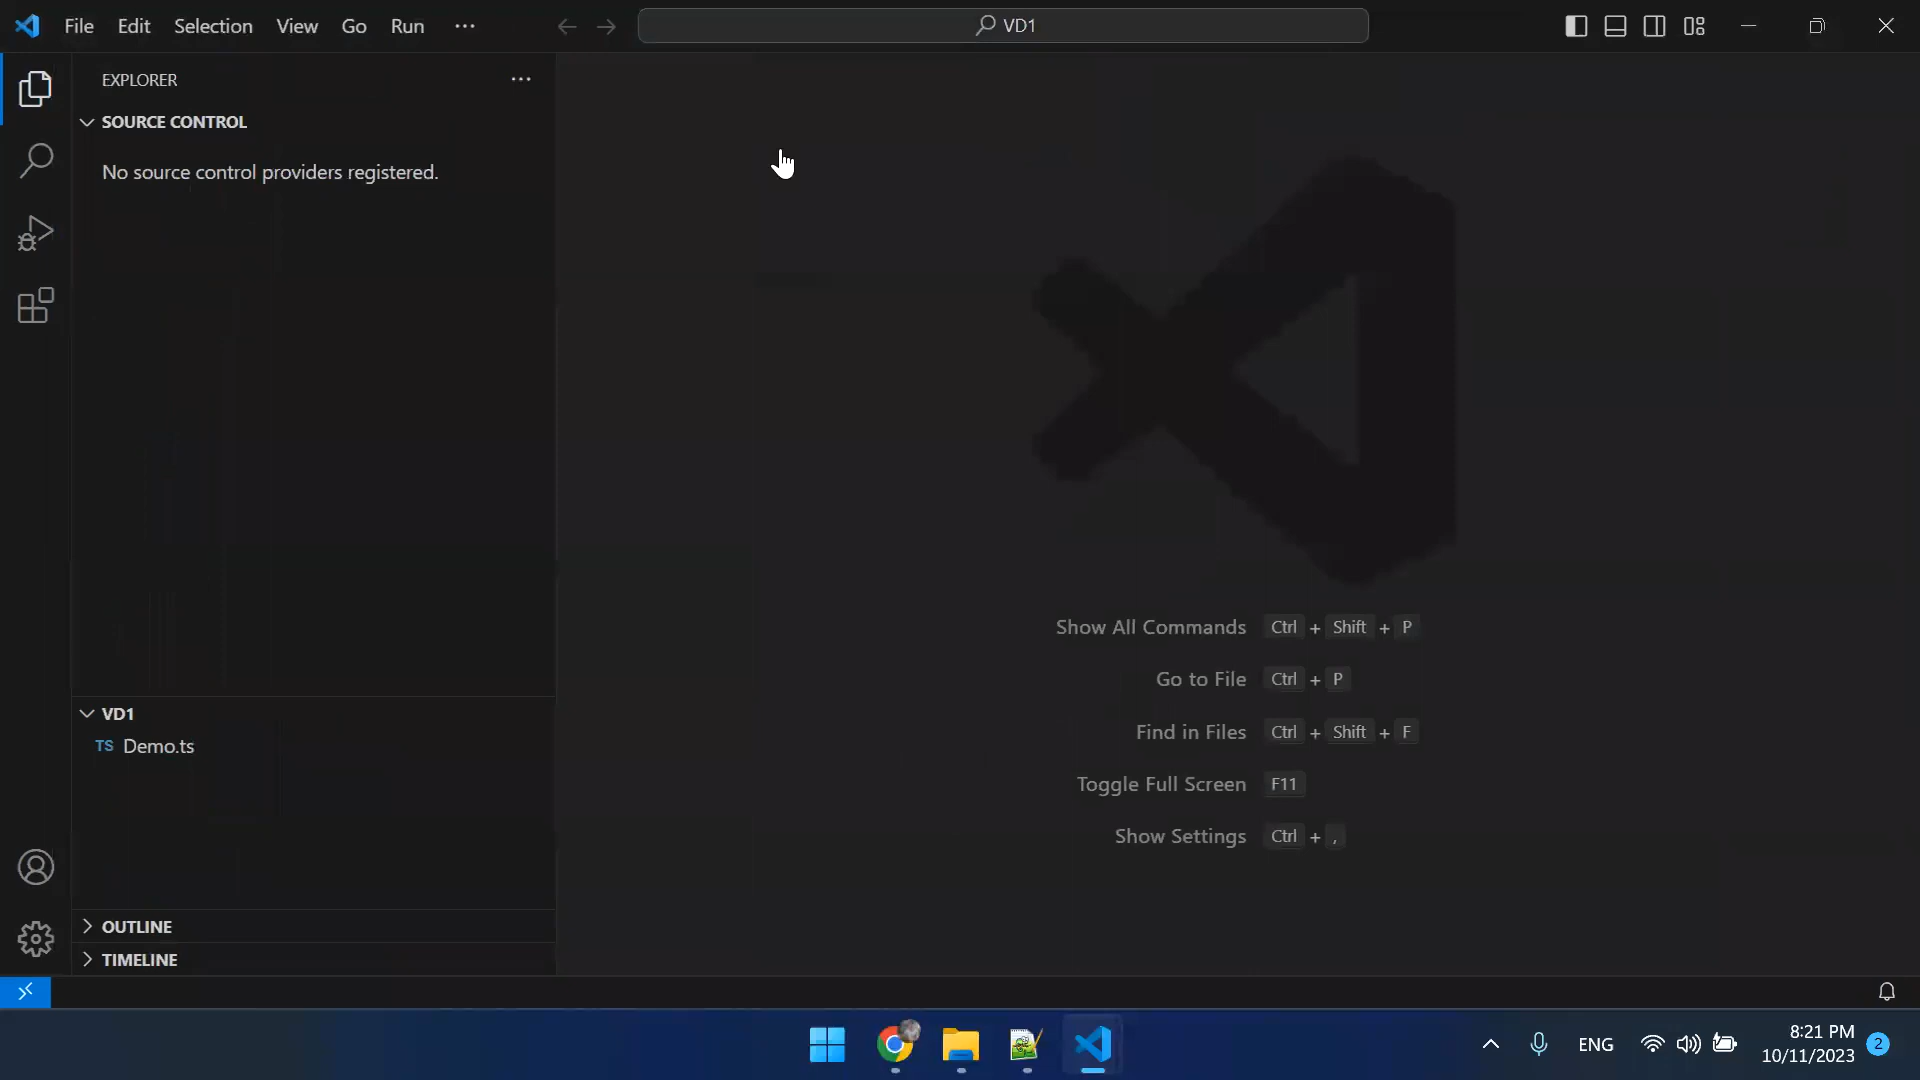 File Edit Selection View Go Run ···
VD1
EXPLORER ···
SOURCE CONTROL
No source control providers registered.
Show All Commands Ctrl + Shift + P
Go to File Ctrl + P
Find in Files Ctrl + Shift + F
Toggle Full Screen F11
Show Settings Ctrl + ,
VD1
TS Demo.ts
OUTLINE
TIMELINE
ENG
8:21 PM
10/11/2023
2